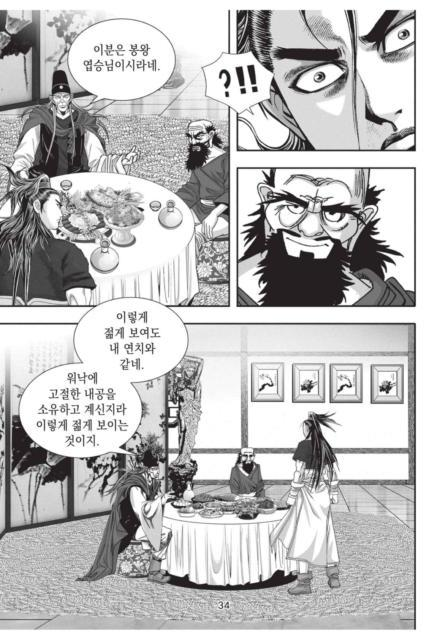 이분은 봉왕
엽승님이시라네.
?!!
이렇게
젊게 보여도
내 연치와
같네.
워낙에
고절한 내공을
소유하고 계신지라
이렇게 젊게 보이는
것이지.
34